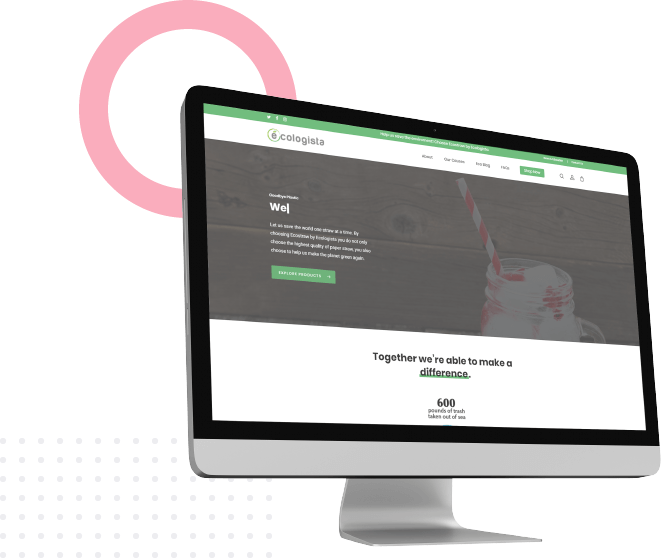 écologista
About Our Causes Eco Blog FAQs Shop Now
Goodbye Plastic
We
Let us save the world one straw at a time. By
choosing EcoStraw by Ecologista you do not only
choose the highest quality of paper straw, you also
choose to help us make the planet green again.
EXPLORE PRODUCTS →
Together we're able to make a
difference.
600
pounds of trash
taken out of sea